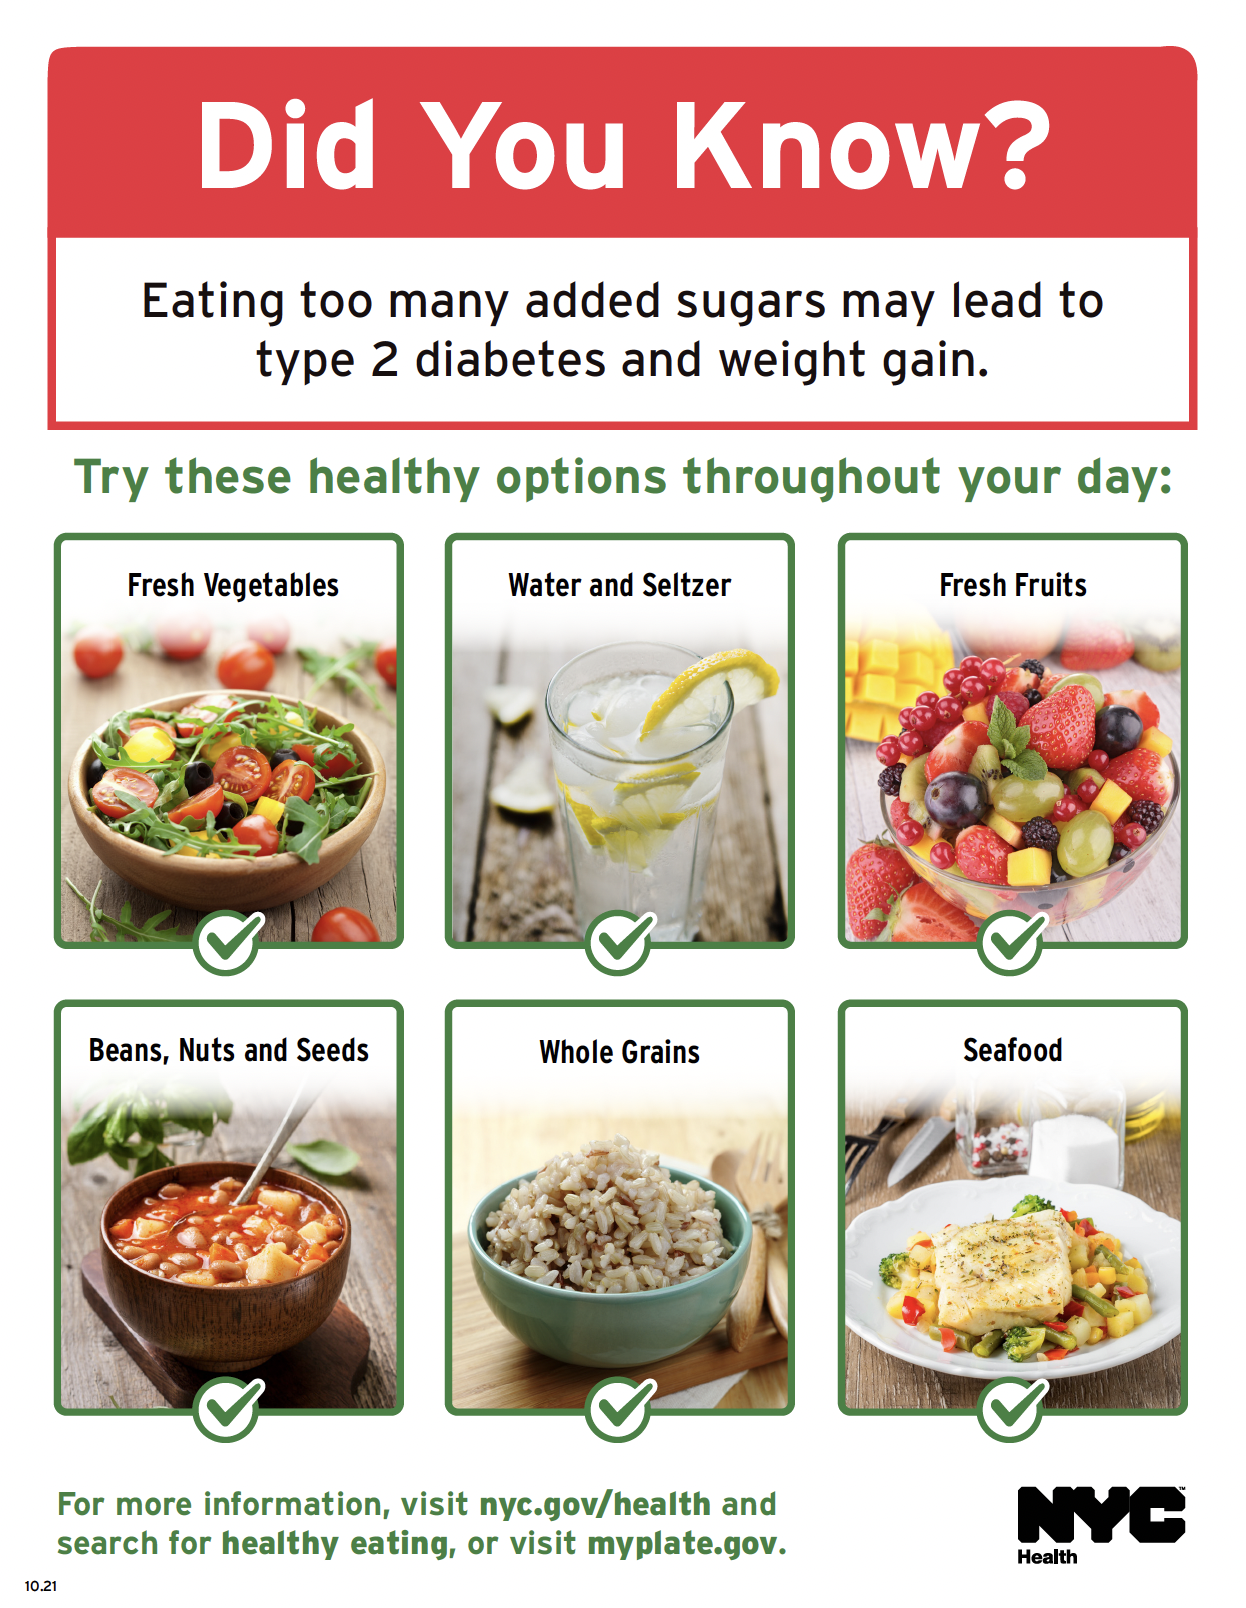 Did You Know?
Eating too many added sugars may lead to
type 2 diabetes and weight gain.
Try these healthy options throughout your day:
Fresh Vegetables
Water and Seltzer
Fresh Fruits
Beans, Nuts and Seeds
Whole Grains
Seafood
For more information, visit nyc.gov/health and
search for healthy eating, or visit myplate.gov.
NYC™
Health
10.21